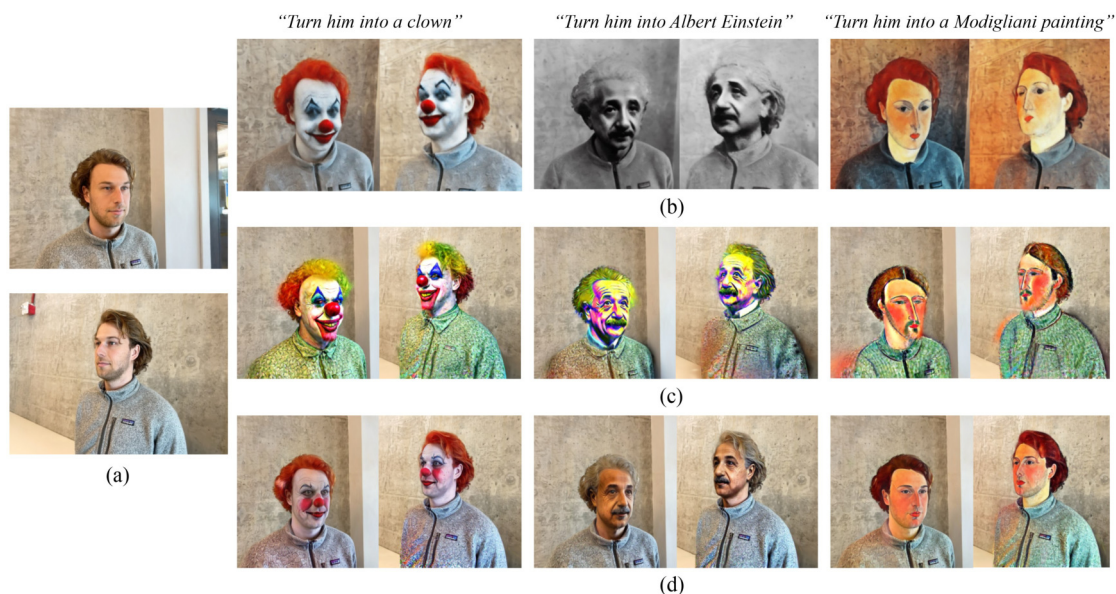 “Turn him into a clown” “Turn him into Albert Einstein” “Turn him into a Modigliani painting”
(b)
(c)
(a)
(d)